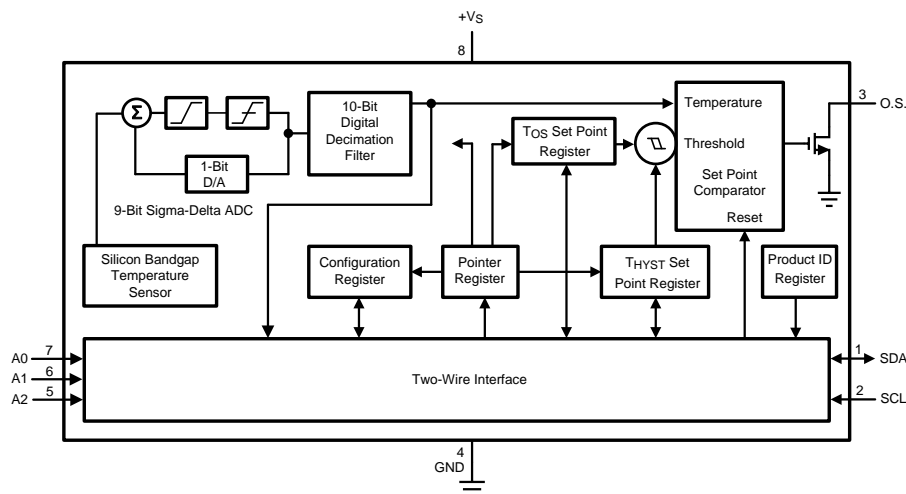 +VS
8
10-Bit
Digital
Decimation
Filter
Σ
1-Bit
D/A
9-Bit Sigma-Delta ADC
TOS Set Point
Register
Temperature
Threshold
Set Point
Comparator
Reset
3
O.S.
Silicon Bandgap
Temperature
Sensor
Configuration
Register
Pointer
Register
THYST Set
Point Register
Product ID
Register
A0
7
A1
6
A2
5
Two-Wire Interface
1
SDA
2
SCL
4
GND